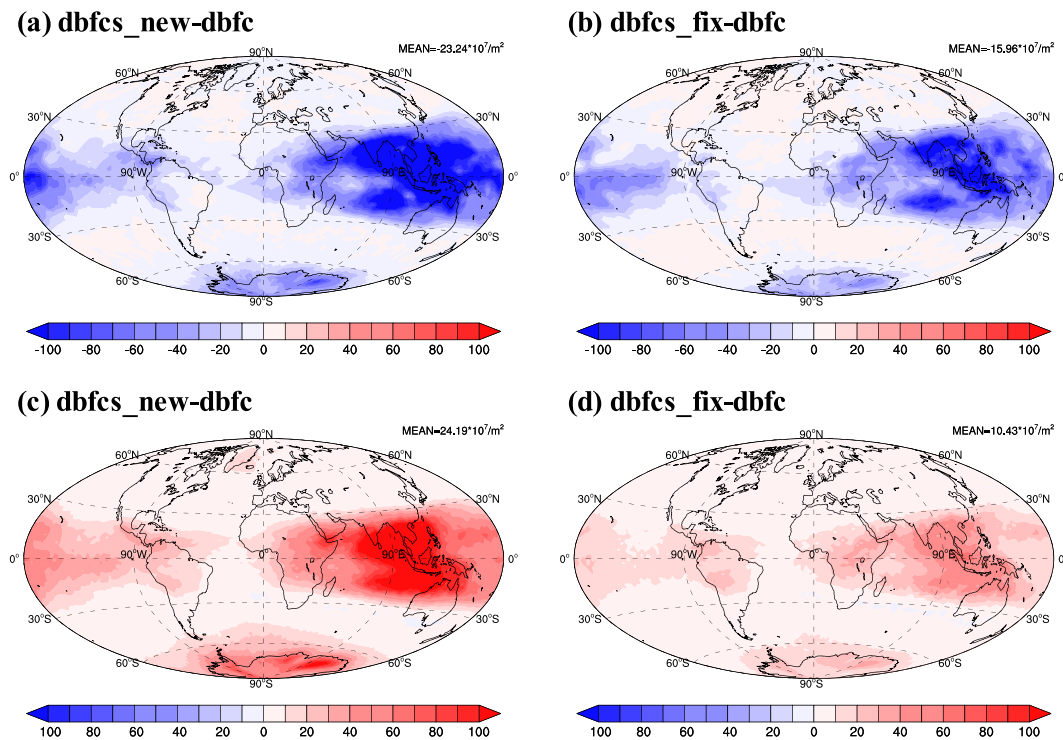 (a) dbfcs_new-dbfc
MEAN=-23.24*10⁷/m²
90°N
60°N
60°N
30°N
30°N
0°
90°W
0°
90°E
0°
30°S
30°S
60°S
60°S
90°S
-100 -80 -60 -40 -20 0 20 40 60 80 100
(b) dbfcs_fix-dbfc
MEAN=-15.96*10⁷/m²
90°N
60°N
60°N
30°N
30°N
0°
90°W
0°
90°S
0°
30°S
30°S
60°S
60°S
90°S
-100 -80 -60 -40 -20 0 20 40 60 80 100
(c) dbfcs_new-dbfc
MEAN=24.19*10⁷/m²
90°N
60°N
60°N
30°N
30°N
0°
90°W
0°
90°S
0°
30°S
30°S
60°S
60°S
90°S
100 80 60 40 20 0 20 40 60 80 100
(d) dbfcs_fix-dbfc
MEAN=10.43*10⁷/m²
90°N
60°N
60°N
30°N
30°N
0°
90°W
0°
90°S
0°
30°S
30°S
60°S
60°S
90°S
100 80 60 40 20 0 20 40 60 80 100